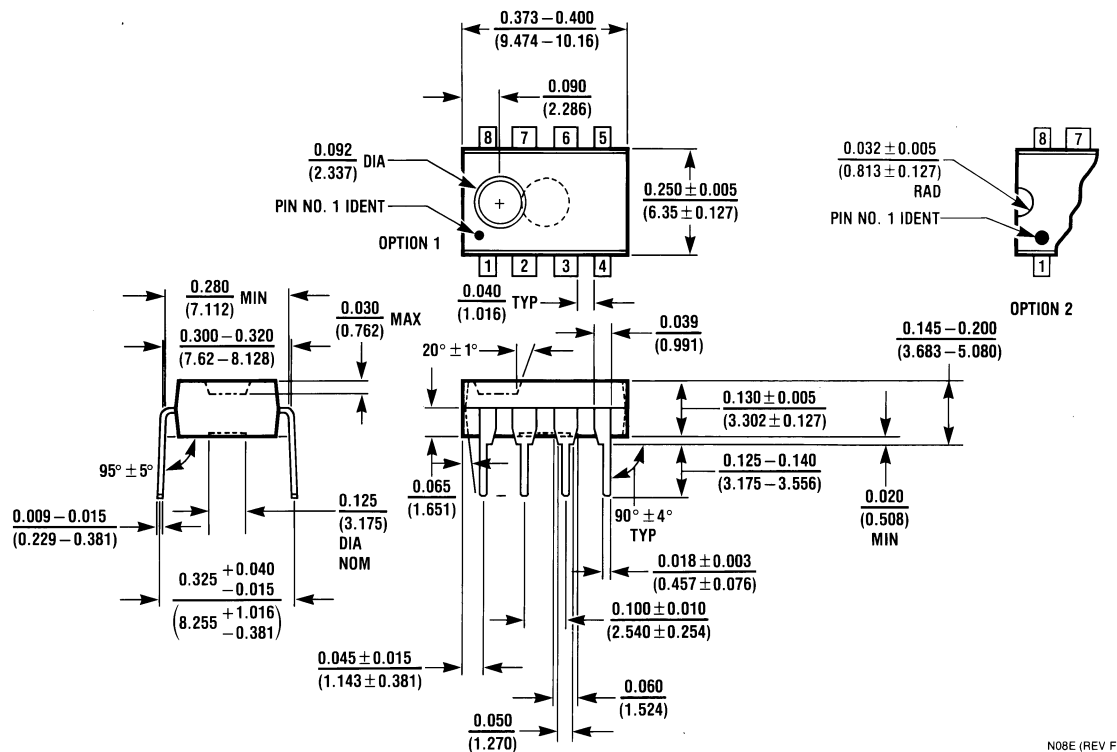 0.373 – 0.400
(9.474 – 10.16)
0.090
(2.286)
8 7 6 5
0.092 DIA
(2.337)
PIN NO. 1 IDENT
OPTION 1
0.250 ± 0.005
(6.35 ± 0.127)
1 2 3 4
0.032 ± 0.005
(0.813 ± 0.127)
RAD
PIN NO. 1 IDENT
8 7
1
OPTION 2
0.280 MIN
(7.112)
0.300 – 0.320
(7.62 – 8.128)
0.030 MAX
(0.762)
0.040 TYP
(1.016)
20° ± 1°
0.039
(0.991)
0.145 – 0.200
(3.683 – 5.080)
0.130 ± 0.005
(3.302 ± 0.127)
0.125 – 0.140
(3.175 – 3.556)
0.020
(0.508)
MIN
95° ± 5°
0.065
(1.651)
90° ± 4°
TYP
0.009 – 0.015
(0.229 – 0.381)
0.125
(3.175)
DIA
NOM
0.018 ± 0.003
(0.457 ± 0.076)
0.325 + 0.040
– 0.015
(8.255 + 1.016
– 0.381)
0.100 ± 0.010
(2.540 ± 0.254)
0.045 ± 0.015
(1.143 ± 0.381)
0.060
(1.524)
0.050
(1.270)
N08E (REV F